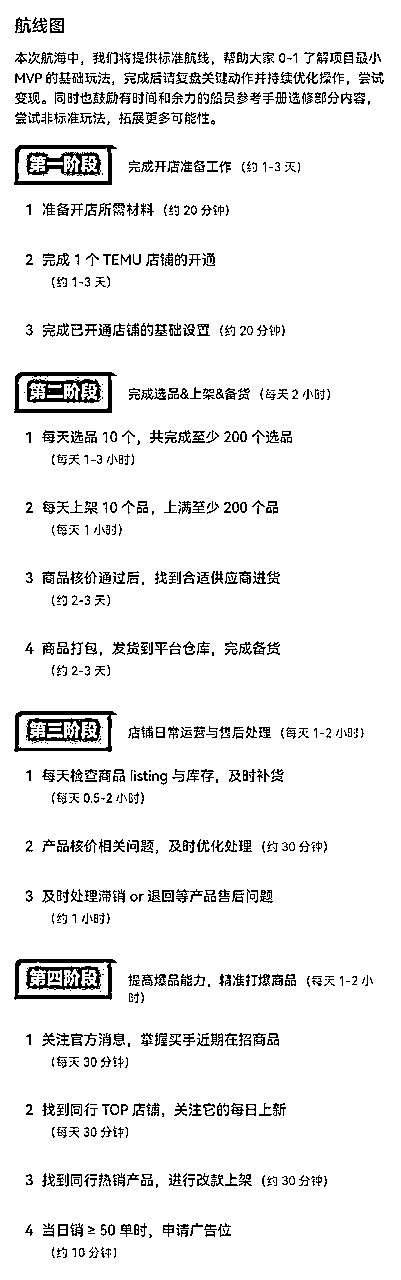 航线图
本次航海中，我们将提供标准航线，帮助大家 0-1 了解项目最小
MVP 的基础玩法，完成后请复盘关键动作并持续优化操作，尝试
变现。同时也鼓励有时间和余力的船员参考手册选修部分内容，
尝试非标准玩法，拓展更多可能性。
第一阶段 完成开店准备工作（约 1-3 天）
1 准备开店所需材料（约 20 分钟）
2 完成 1 个 TEMU 店铺的开通
（约 1-3 天）
3 完成已开通店铺的基础设置（约 20 分钟）
第二阶段 完成选品&上架&备货（每天 2 小时）
1 每天选品 10 个，共完成至少 200 个选品
（每天 1-3 小时）
2 每天上架 10 个品，上满至少 200 个品
（每天 1 小时）
3 商品核价通过后，找到合适供应商进货
（约 2-3 天）
4 商品打包，发货到平台仓库，完成备货
（约 2-3 天）
第三阶段 店铺日常运营与售后处理（每天 1-2 小时）
1 每天检查商品 listing 与库存，及时补货
（每天 0.5-2 小时）
2 产品核价相关问题，及时优化处理（约 30 分钟）
3 及时处理滞销 or 退回等产品售后问题
（约 1 小时）
第四阶段 提高爆品能力，精准打爆商品（每天 1-2 小
时）
1 关注官方消息，掌握买手近期在招商品
（每天 30 分钟）
2 找到同行 TOP 店铺，关注它的每日上新
（每天 30 分钟）
3 找到同行热销产品，进行改款上架（约 30 分钟）
4 当日销 ≥ 50 单时，申请广告位
（约 10 分钟）